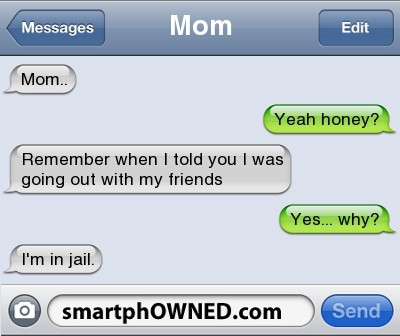 Messages
Mom
Edit
Mom..
Yeah honey?
Remember when I told you I was
going out with my friends
Yes... why?
I'm in jail.
smartphOWNED.com
Send